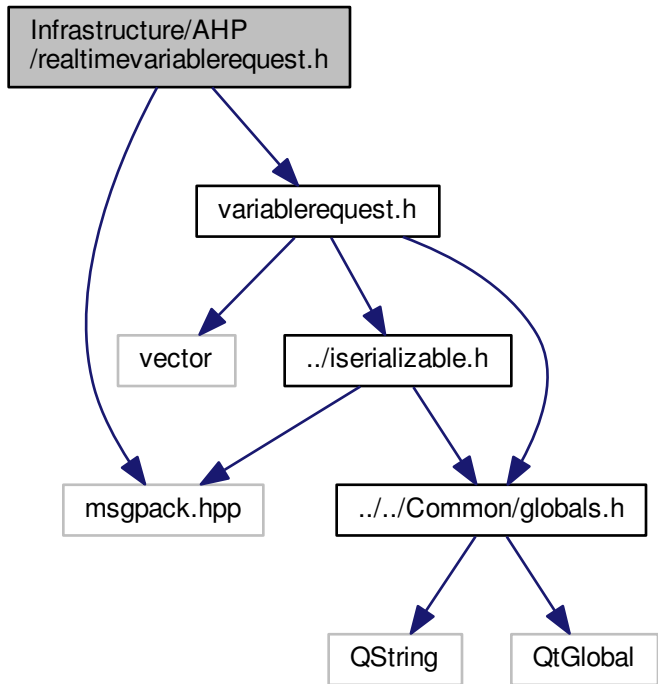 Infrastructure/AHP
/realtimevariablerequest.h
variablerequest.h
vector
../iserializable.h
msgpack.hpp
../../Common/globals.h
QString
QtGlobal